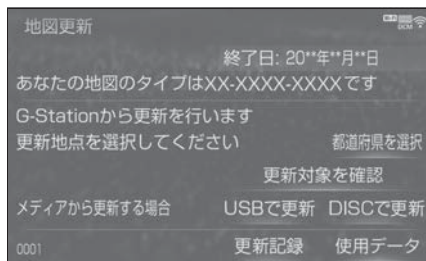 地図更新
DCM
終了日: 20**年**月**日
あなたの地図のタイプはXX-XXXX-XXXXです
G-Stationから更新を行います
更新地点を選択してください 都道府県を選択
更新対象を確認
メディアから更新する場合 USBで更新 DISCで更新
0001 更新記録 使用データ